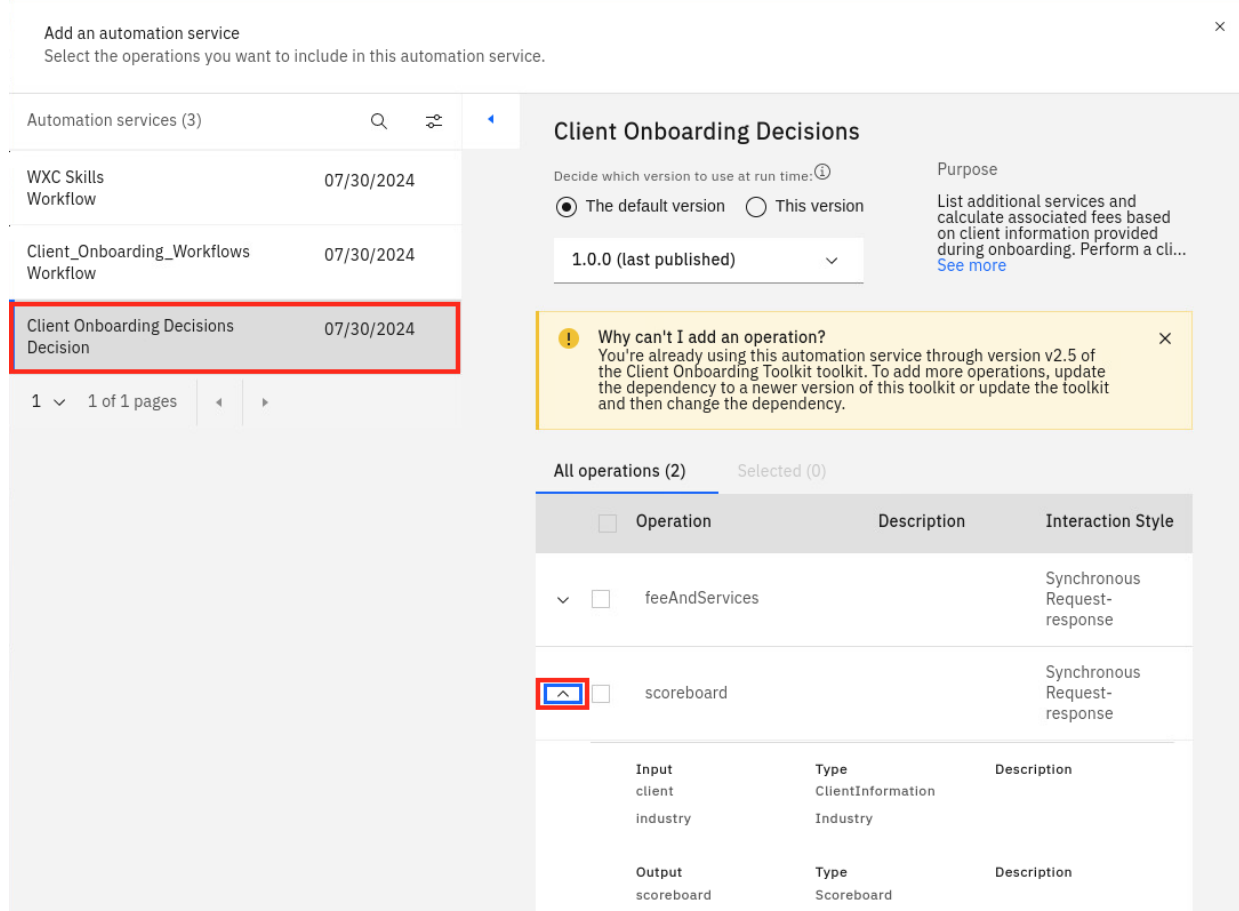 Add an automation service
Select the operations you want to include in this automation service.
Automation services (3)
WXC Skills
Workflow
07/30/2024
Client_Onboarding_Workflows
Workflow
07/30/2024
Client Onboarding Decisions
Decision
07/30/2024
1
1 of 1 pages
Client Onboarding Decisions
Decide which version to use at run time:
The default version
This version
1.0.0 (last published)
Purpose
List additional services and
calculate associated fees based
on client information provided
during onboarding. Perform a cli...
See more
Why can't I add an operation?
You're already using this automation service through version v2.5 of
the Client Onboarding Toolkit toolkit. To add more operations, update
the dependency to a newer version of this toolkit or update the toolkit
and then change the dependency.
All operations (2)
Selected (0)
Operation Description Interaction Style
feeAndServices
Synchronous
Request-
response
scoreboard
Synchronous
Request-
response
Input Type Description
client ClientInformation
industry Industry
Output Type Description
scoreboard Scoreboard